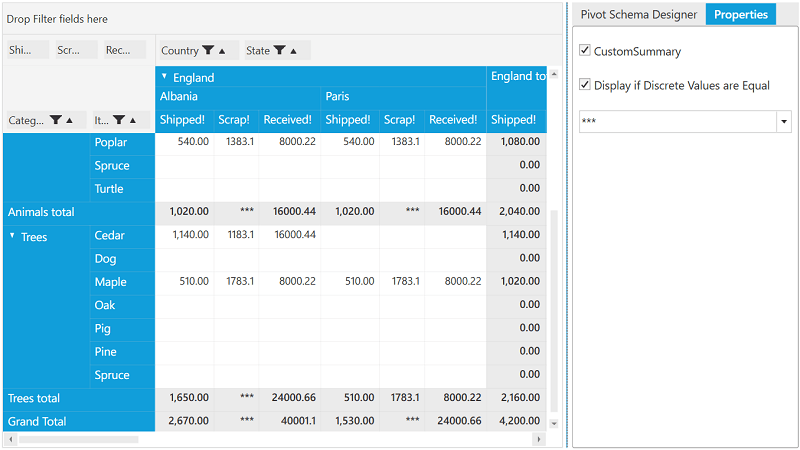 Drop Filter fields here
Pivot Schema Designer Properties
Shi... Scr... Rec... Country State
CustomSummary
England England to
Display if Discrete Values are Equal
Albania Paris
Categ... It... Shipped! Scrap! Received! Shipped! Scrap! Received! Shipped!
***
Poplar 540.00 1383.1 8000.22 540.00 1383.1 8000.22 1,080.00
Spruce 0.00
Turtle 0.00
Animals total 1,020.00 *** 16000.44 1,020.00 *** 16000.44 2,040.00
Trees Cedar 1,140.00 1183.1 16000.44 1,140.00
Dog 0.00
Maple 510.00 1783.1 8000.22 510.00 1783.1 8000.22 1,020.00
Oak 0.00
Pig 0.00
Pine 0.00
Spruce 0.00
Trees total 1,650.00 *** 24000.66 510.00 1783.1 8000.22 2,160.00
Grand Total 2,670.00 *** 40001.1 1,530.00 *** 24000.66 4,200.00